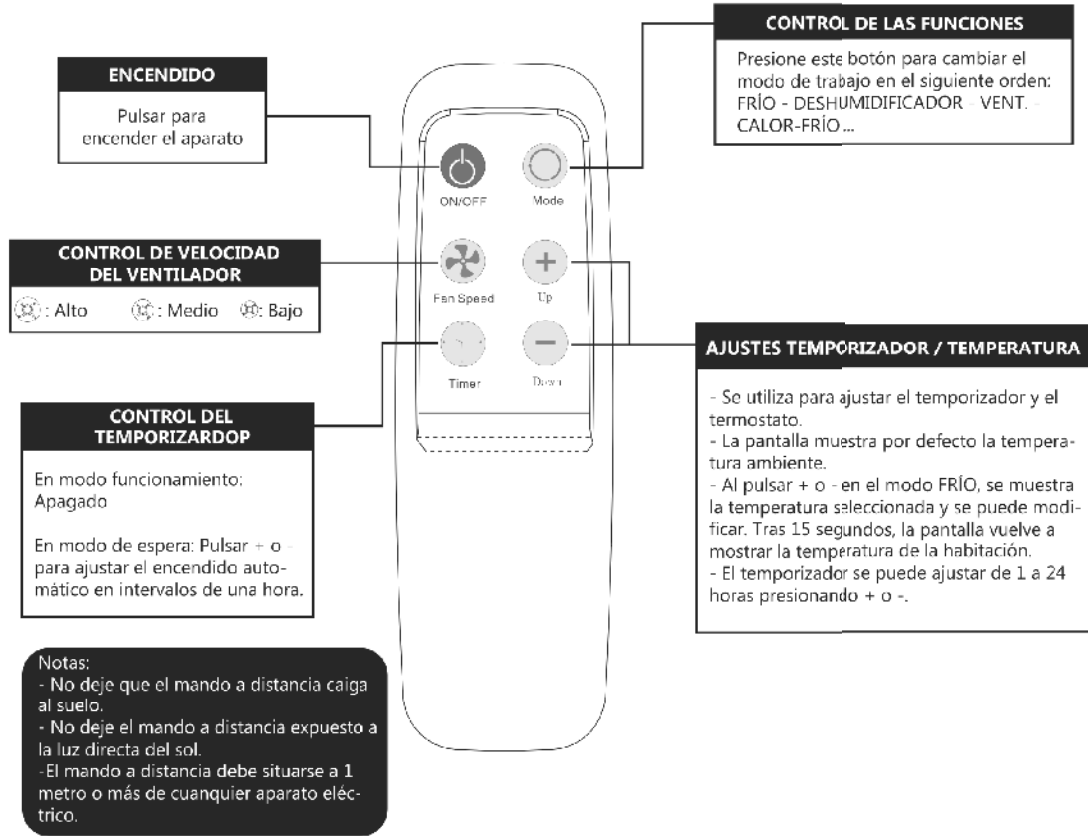 ENCENDIDO
Pulsar para
encender el aparato
CONTROL DE LAS FUNCIONES
Presione este botón para cambiar el
modo de trabajo en el siguiente orden:
FRÍO - DESHUMIDIFICADOR - VENT. -
CALOR-FRÍO...
ON/OFF
Mode
CONTROL DE VELOCIDAD
DEL VENTILADOR
: Alto : Medio : Bajo
Fan Speed
Up
Timer
Down
CONTROL DEL
TEMPORIZARDOP
En modo funcionamiento:
Apagado
En modo de espera: Pulsar + o -
para ajustar el encendido auto-
mático en intervalos de una hora.
AJUSTES TEMPORIZADOR / TEMPERATURA
- Se utiliza para ajustar el temporizador y el
termostato.
- La pantalla muestra por defecto la tempera-
tura ambiente.
- Al pulsar + o - en el modo FRÍO, se muestra
la temperatura seleccionada y se puede modi-
ficar. Tras 15 segundos, la pantalla vuelve a
mostrar la temperatura de la habitación.
- El temporizador se puede ajustar de 1 a 24
horas presionando + o -.
Notas:
- No deje que el mando a distancia caiga
al suelo.
- No deje el mando a distancia expuesto a
la luz directa del sol.
-El mando a distancia debe situarse a 1
metro o más de cuanquier aparato eléc-
trico.